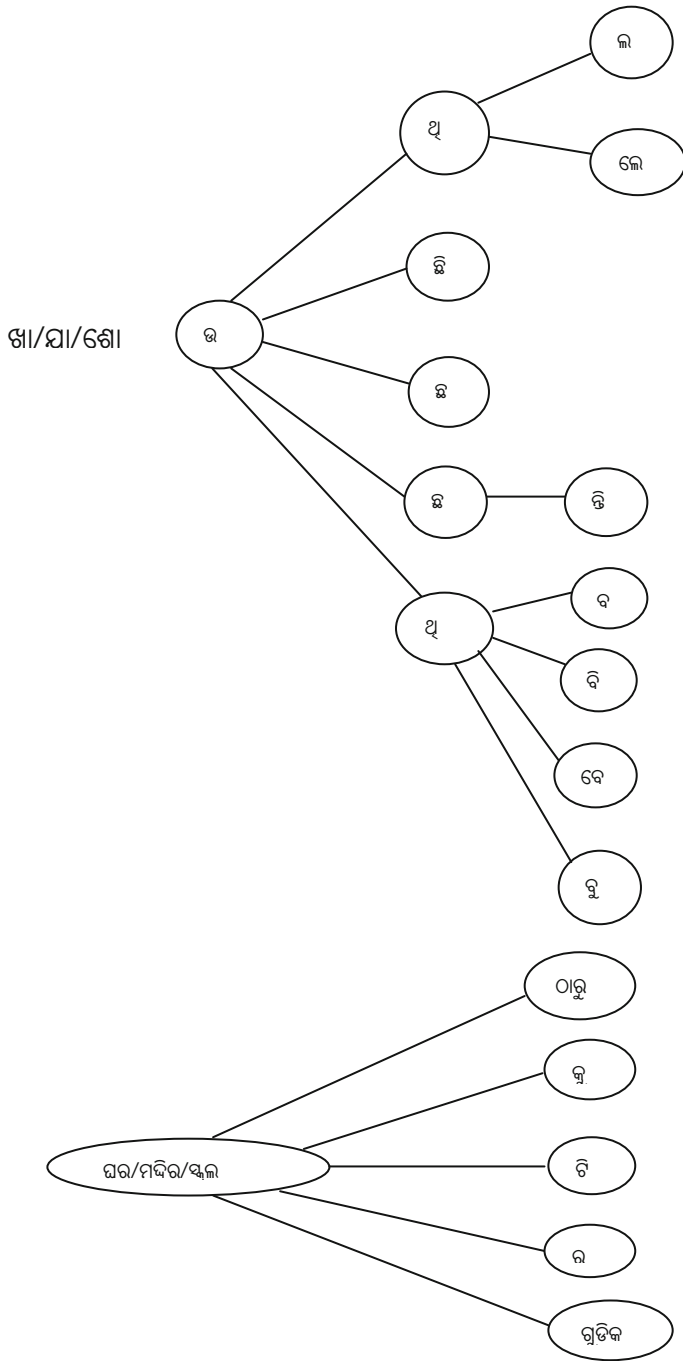 ଲ
ଥି
ଲେ
ଛି
ଖା/ଯା/ଶୋ
ଉ
ଛ
ଛ
ନ୍ତି
ବ
ଥି
ବି
ବେ
ବୁ
ଠାରୁ
କୁ
ଘର/ମନ୍ଦିର/ସ୍କୁଲ
ଟି
ର
ଗୁଡିକ